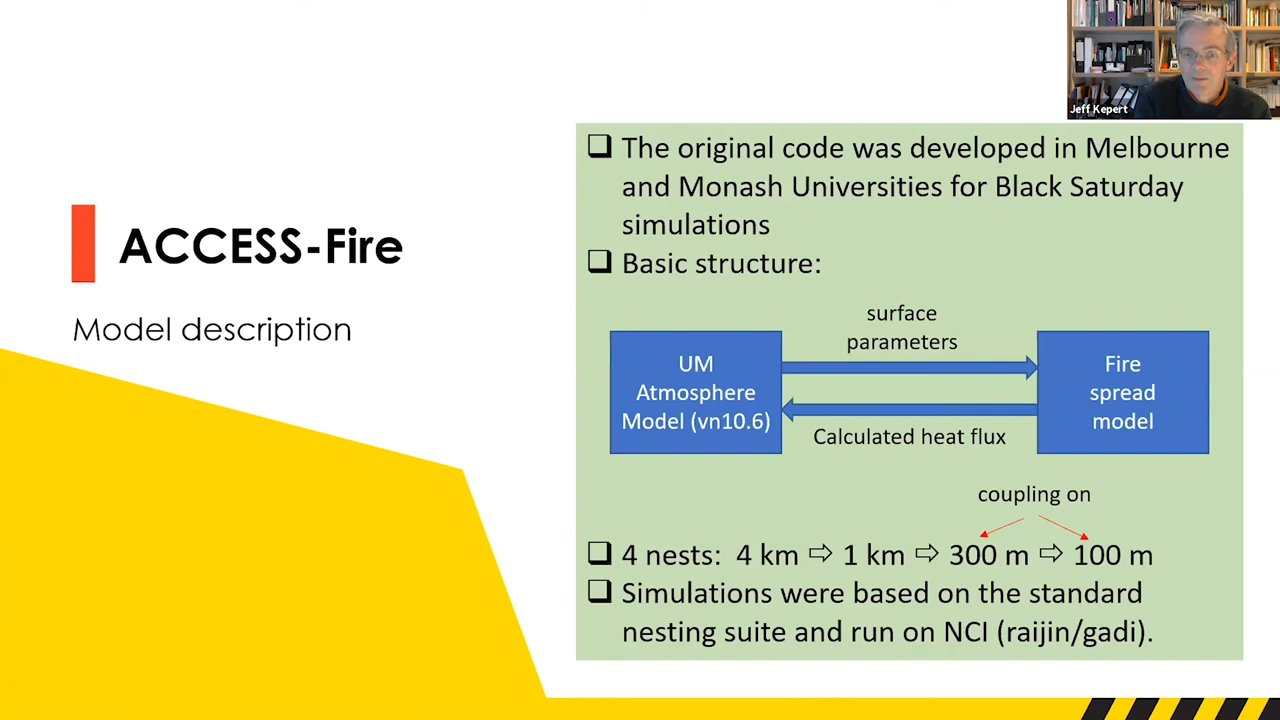 Jeff Kepert
ACCESS-Fire
Model description
❑ The original code was developed in Melbourne
and Monash Universities for Black Saturday
simulations
❑ Basic structure:
surface
parameters
UM
Atmosphere
Model (vn10.6)
Fire
spread
model
Calculated heat flux
coupling on
❑ 4 nests: 4 km ⇨ 1 km ⇨ 300 m ⇨ 100 m
❑ Simulations were based on the standard
nesting suite and run on NCI (raijin/gadi).